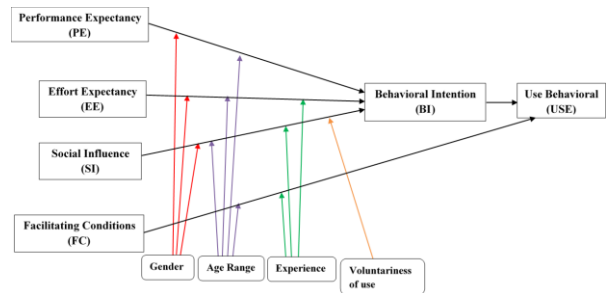 Performance Expectancy
(PE)
Effort Expectancy
(EE)
Behavioral Intention
(BI)
Use Behavioral
(USE)
Social Influence
(SI)
Facilitating Conditions
(FC)
Gender
Age Range
Experience
Voluntariness
of use